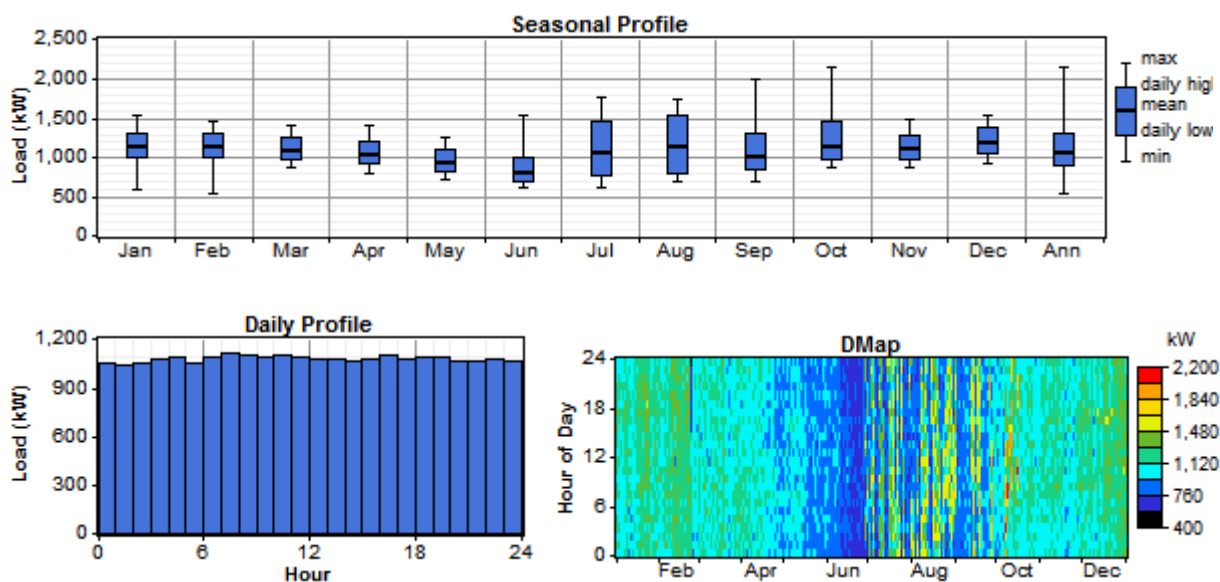 Seasonal Profile
2,500
2,000
1,500
1,000
500
0
Load (kW)
Jan Feb Mar Apr May Jun Jul Aug Sep Oct Nov Dec Ann
max
daily high
mean
daily low
min
Daily Profile
1,200
900
600
300
0
Load (kW)
0 6 12 18 24
Hour
DMap
24
18
12
6
0
Hour of Day
Feb Apr Jun Aug Oct Dec
kW
2,200
1,840
1,480
1,120
760
400